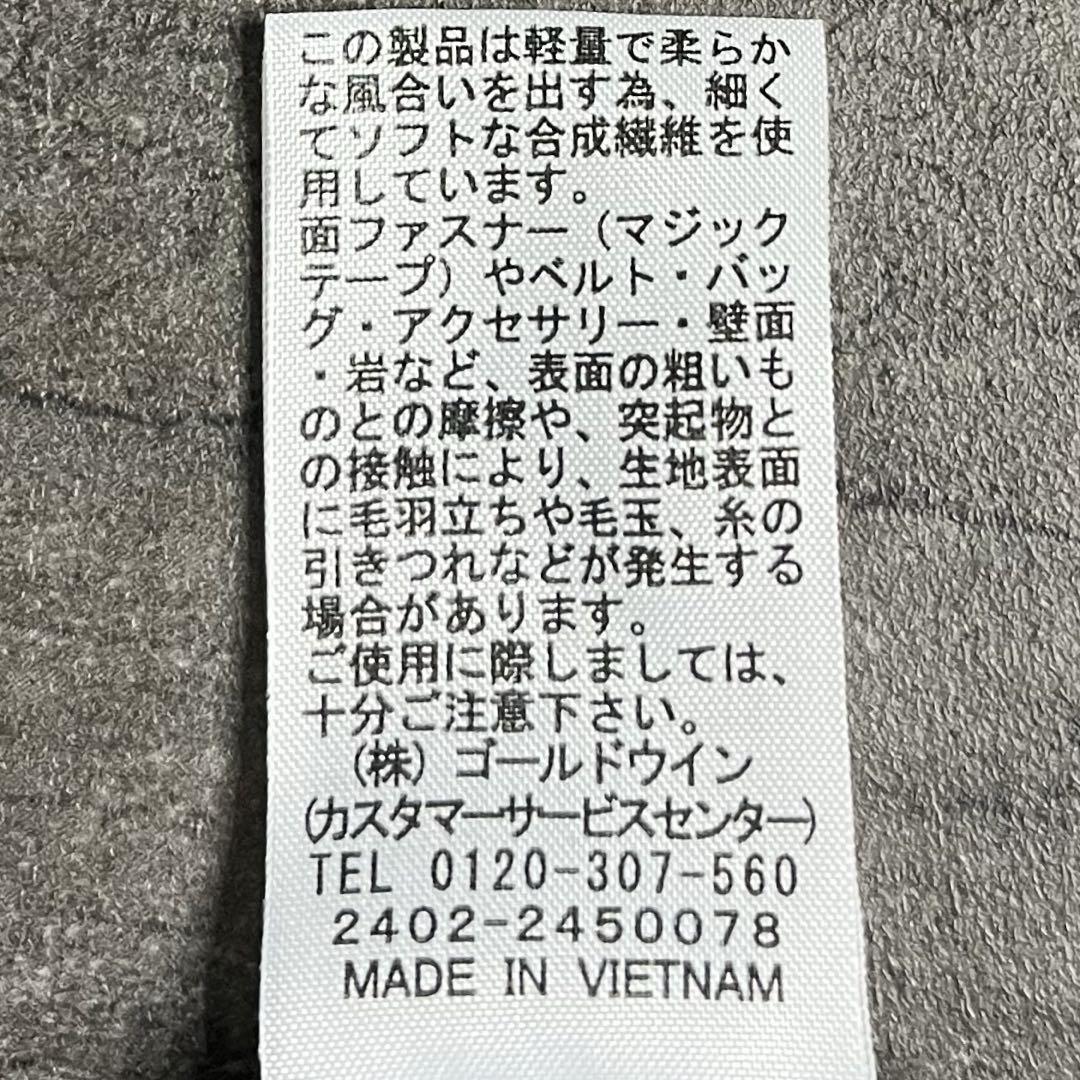 この製品は軽量で柔らか
な風合いを出す為、細く
てソフトな合成繊維を使
用しています。
面ファスナー（マジック
テープ）やベルト・バッ
グ・アクセサリー・壁面
・岩など、表面の粗いも
のとの摩擦や、突起物と
の接触により、生地表面
に毛羽立ちや毛玉、糸の
引きつれなどが発生する
場合があります。
ご使用に際しましては、
十分ご注意下さい。
(株) ゴールドウイン
(カスタマーサービスセンター)
TEL 0120-307-560
2402-2450078
MADE IN VIETNAM